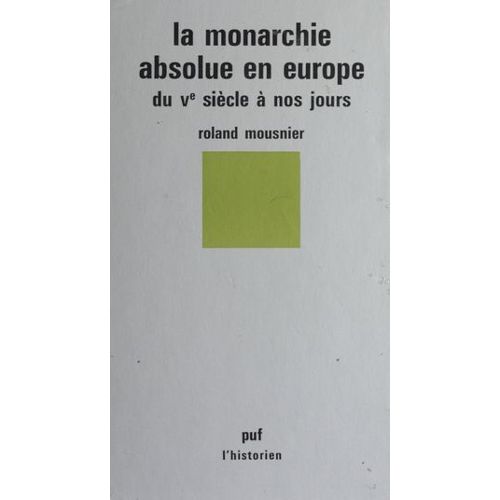 la monarchie
absolue en europe
du Ve siècle à nos jours
roland mousnier
puf
l'historien